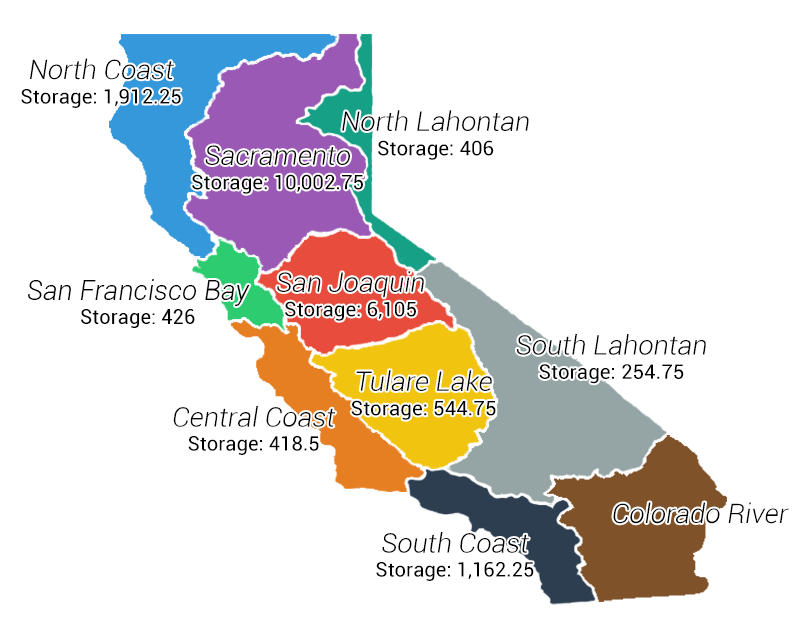 North Coast
Storage: 1,912.25
North Lahontan
Storage: 406
Sacramento
Storage: 10,002.75
San Francisco Bay
Storage: 426
San Joaquin
Storage: 6,105
South Lahontan
Storage: 254.75
Tulare Lake
Storage: 544.75
Central Coast
Storage: 418.5
Colorado River
South Coast
Storage: 1,162.25